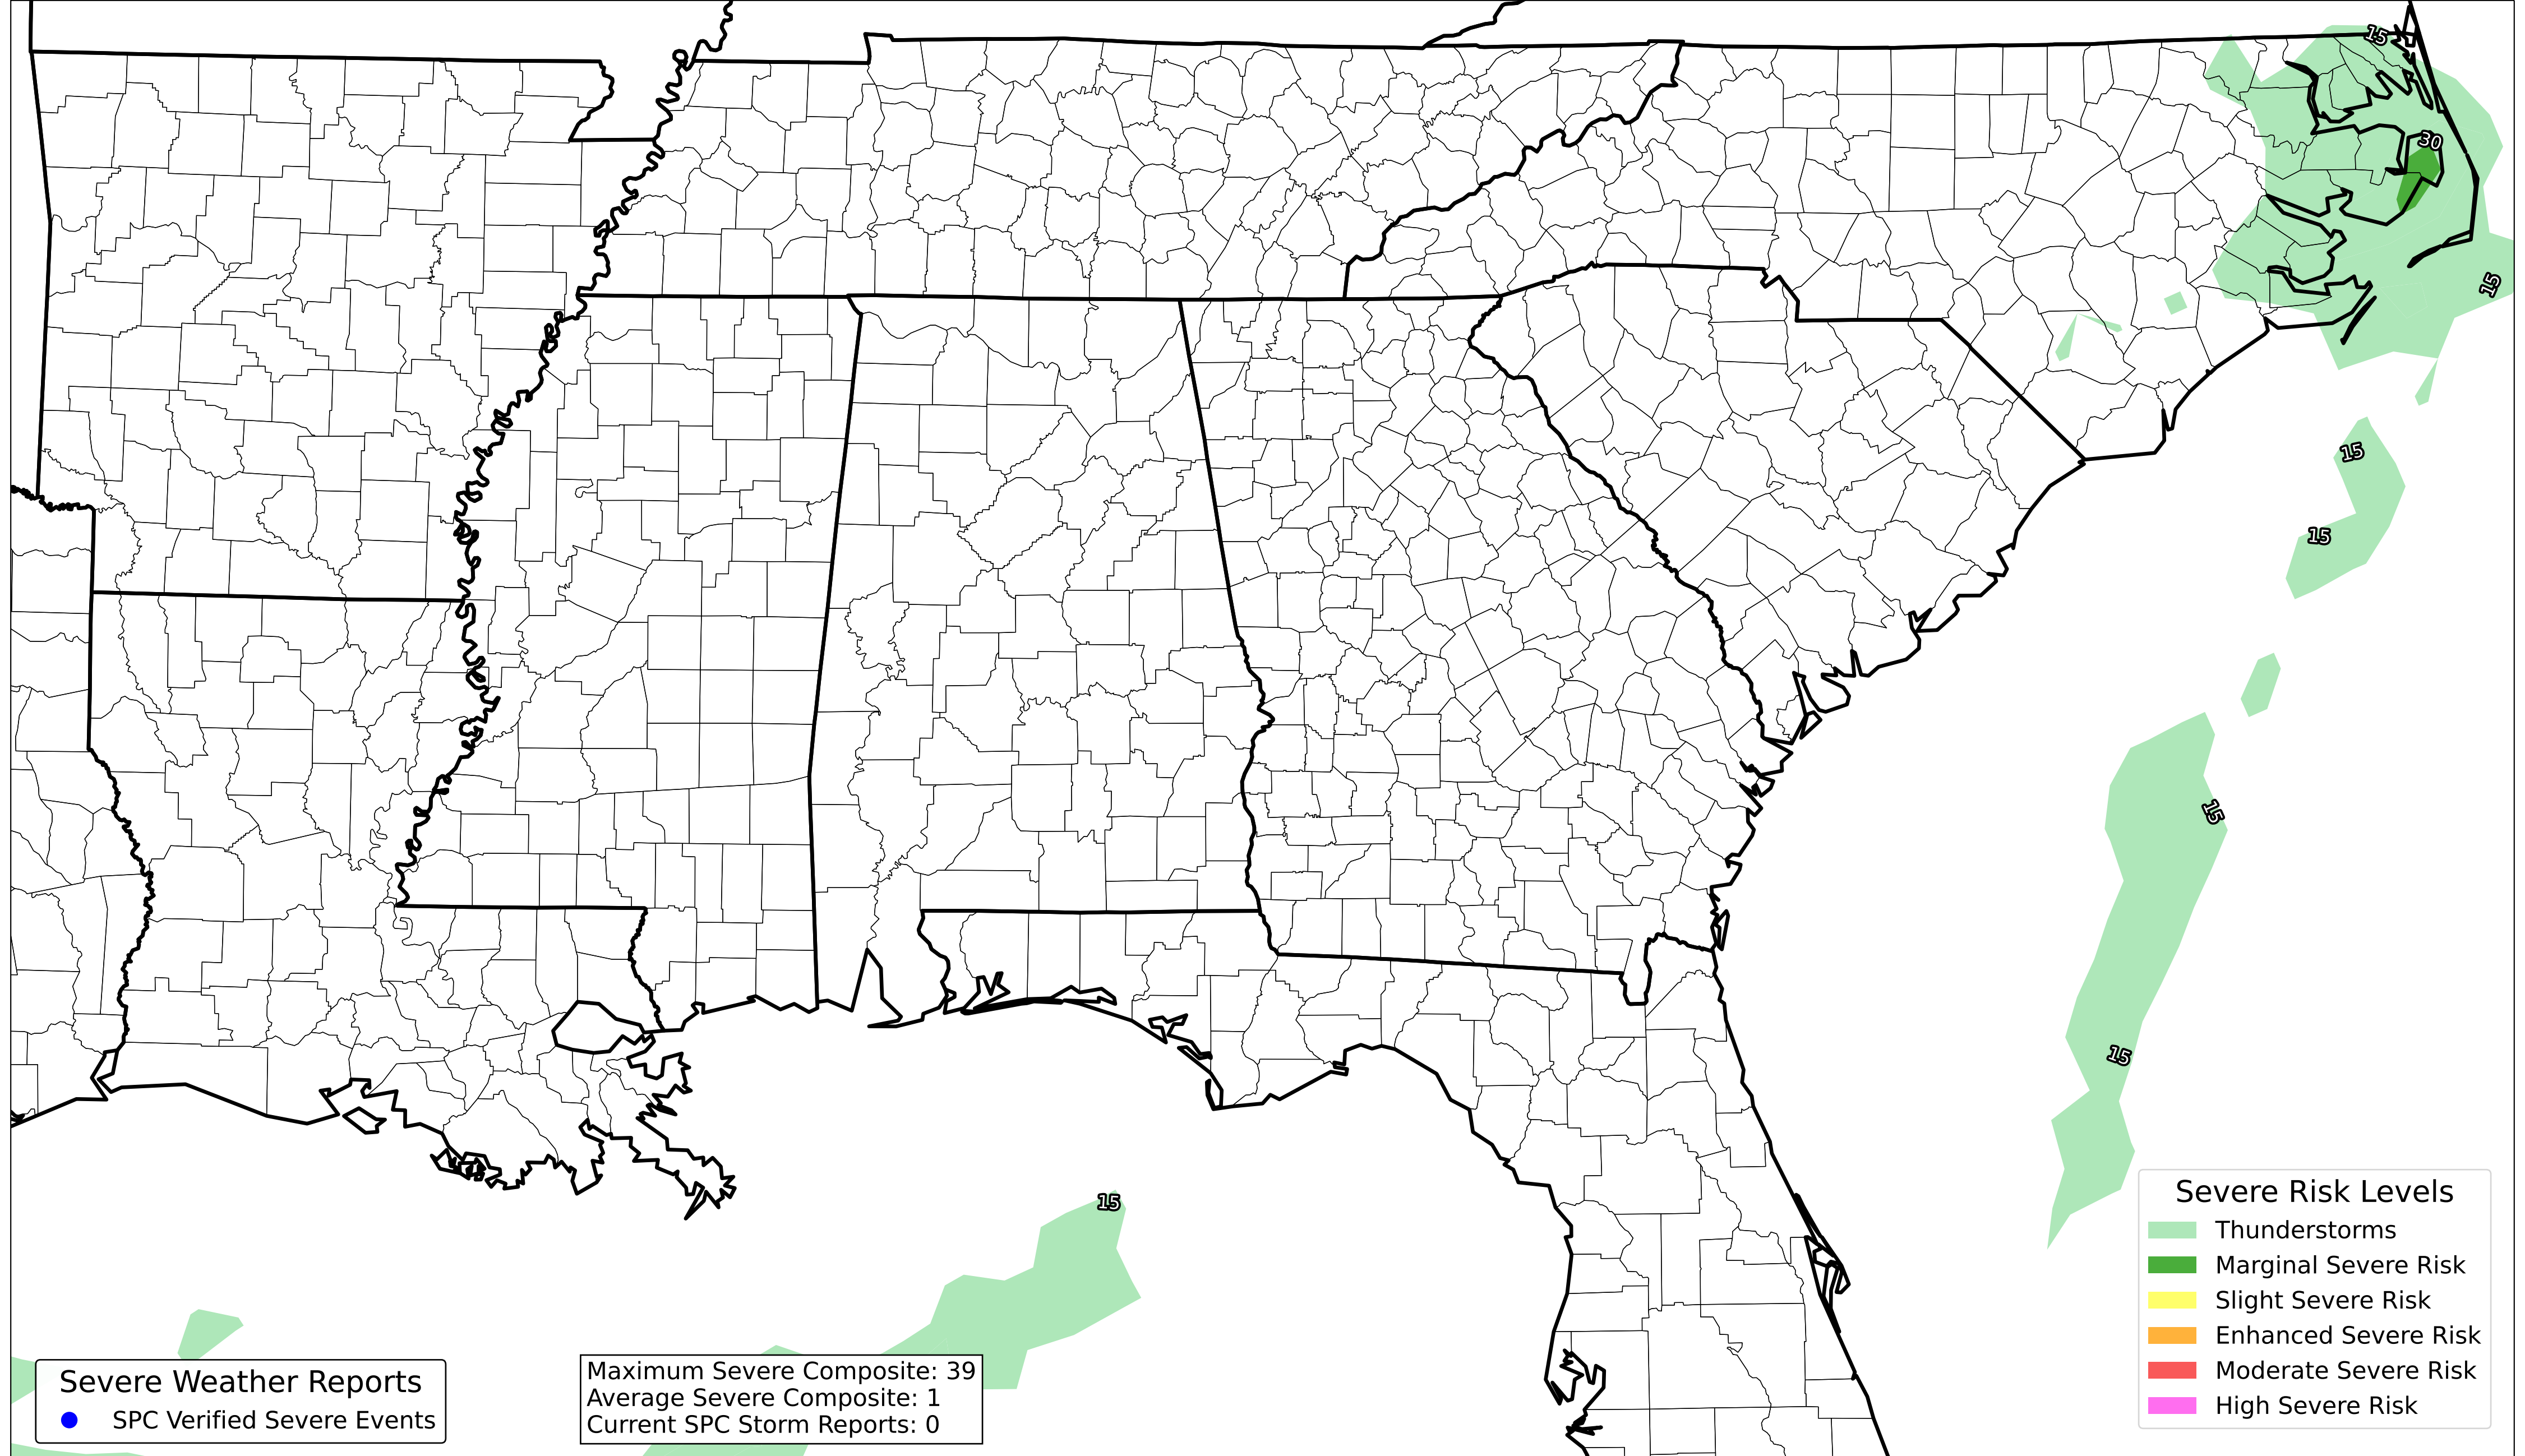 15
30
15
15
15
15
15
15
Severe Risk Levels
Thunderstorms
Marginal Severe Risk
Slight Severe Risk
Enhanced Severe Risk
Moderate Severe Risk
High Severe Risk
Severe Weather Reports
SPC Verified Severe Events
Maximum Severe Composite: 39
Average Severe Composite: 1
Current SPC Storm Reports: 0